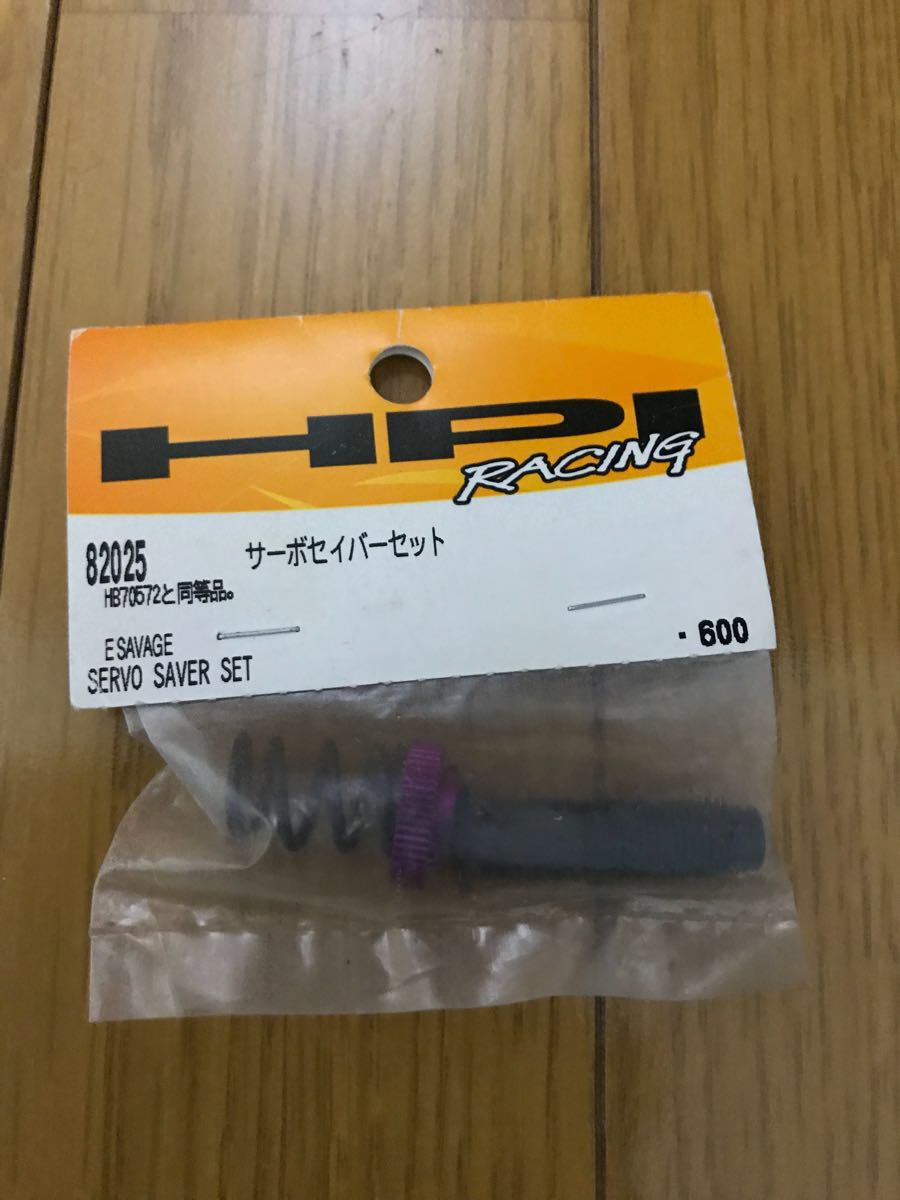 HPI
RACING
82025 サーボセイバーセット
HB70572と同等品。
E SAVAGE
・600
SERVO SAVER SET